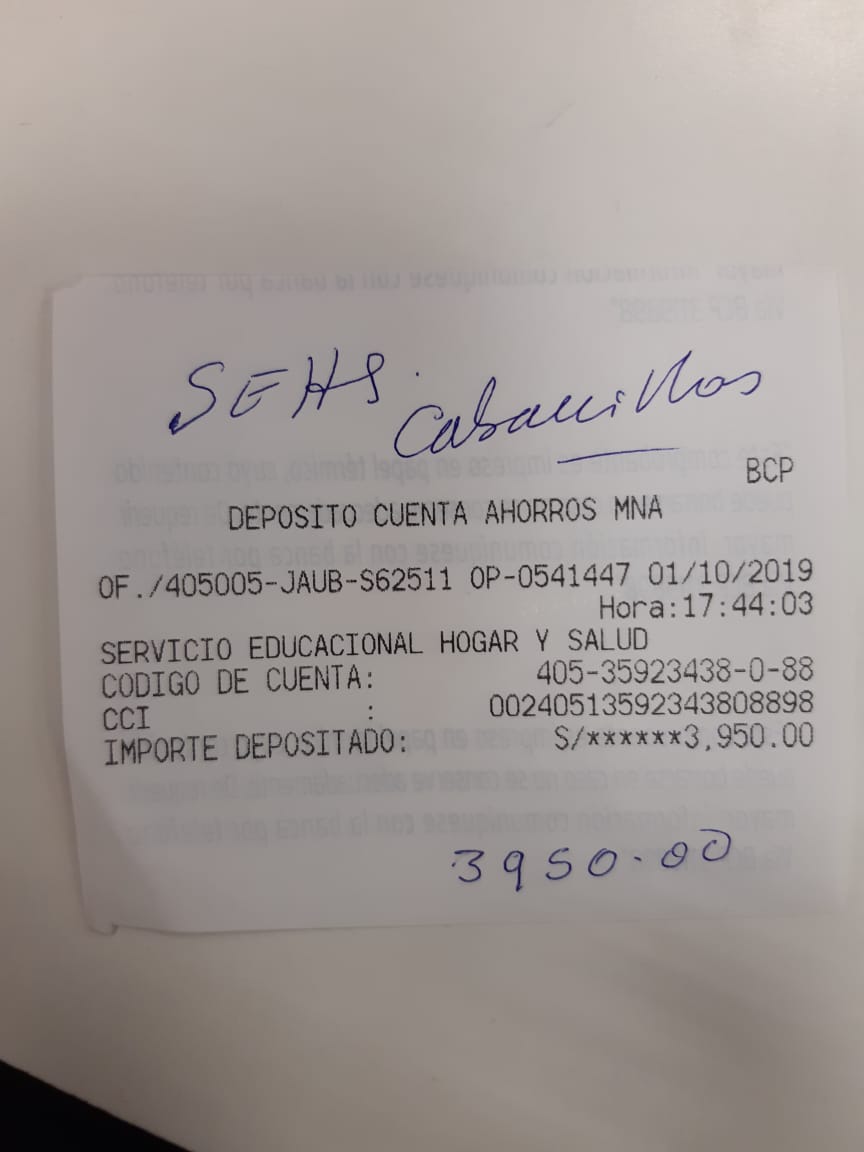 SEHS.
BCP
DEPOSITO CUENTA AHORROS MNA
OF./405005-JAUB-S62511 OP-0541447 01/10/2019
Hora:17:44:03
SERVICIO EDUCACIONAL HOGAR Y SALUD
CODIGO DE CUENTA: 405-35923438-0-88
CCI : 00240513592343808898
IMPORTE DEPOSITADO: S/******3,950.00
3950.00